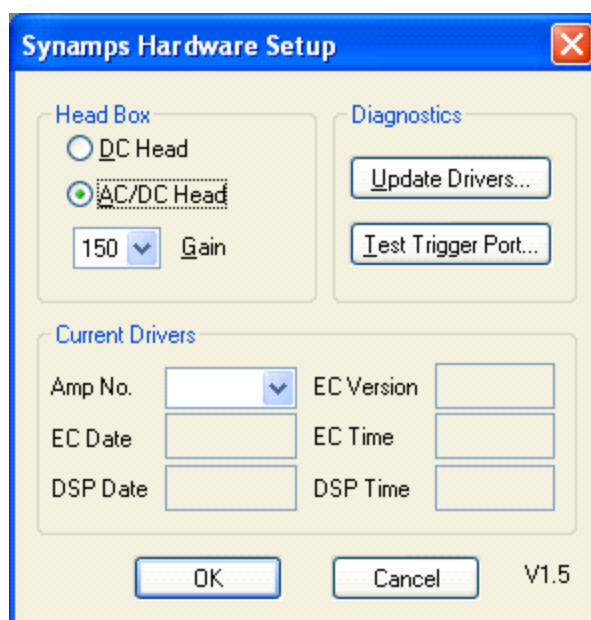 Synamps Hardware Setup
Head Box
DC Head
AC/DC Head
150 Gain
Diagnostics
Update Drivers...
Test Trigger Port...
Current Drivers
Amp No.
EC Version
EC Date
EC Time
DSP Date
DSP Time
OK
Cancel
V1.5